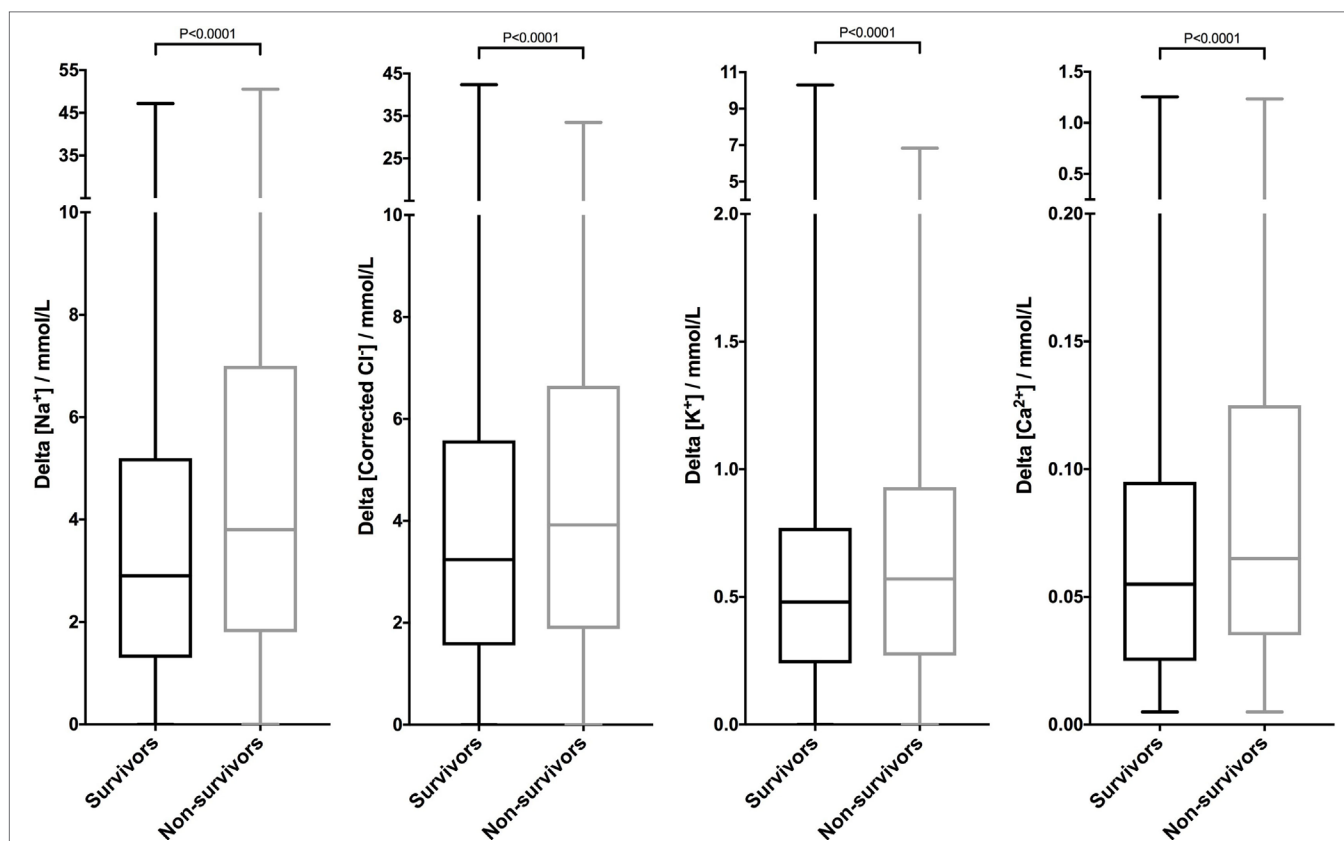 P<0.0001
55
45
35
10
8
6
4
2
0
Delta [Na⁺] / mmol/L
Survivors
Non-survivors
P<0.0001
45
35
25
15
10
8
6
4
2
0
Delta [Corrected Cl⁻] / mmol/L
Survivors
Non-survivors
P<0.0001
11
9
7
5
2.0
1.5
1.0
0.5
0.0
Delta [K⁺] / mmol/L
Survivors
Non-survivors
P<0.0001
1.5
1.0
0.5
0.20
0.15
0.10
0.05
0.00
Delta [Ca²⁺] / mmol/L
Survivors
Non-survivors